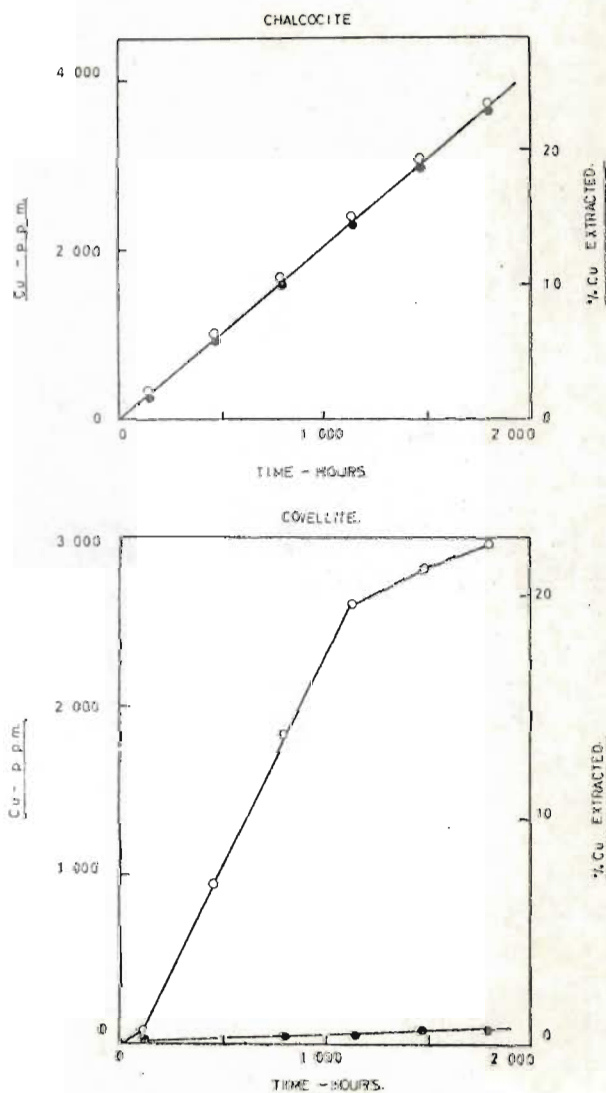 CHALCOCITE
4 000
2 000
0
Cu - p.p.m.
20
10
0
% Cu EXTRACTED.
0
1 000
2 000
TIME - HOURS.
COVELLITE.
3 000
2 000
1 000
0
Cu - p.p.m.
20
10
0
% Cu EXTRACTED.
0
1 000
2 000
TIME - HOURS.